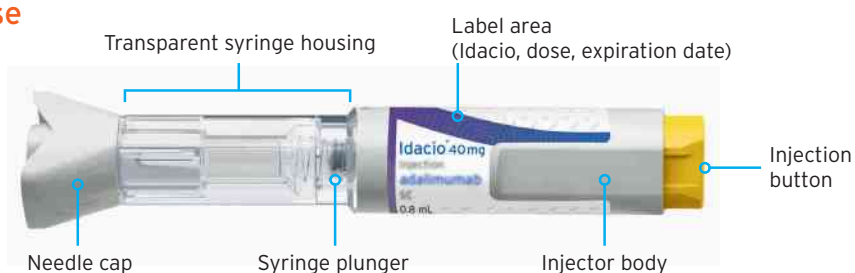 se
Transparent syringe housing
Label area
(Idacio, dose, expiration date)
Idacio® 40mg
injection
adalimumab
SC
0.8 mL
Injection
button
Needle cap
Syringe plunger
Injector body